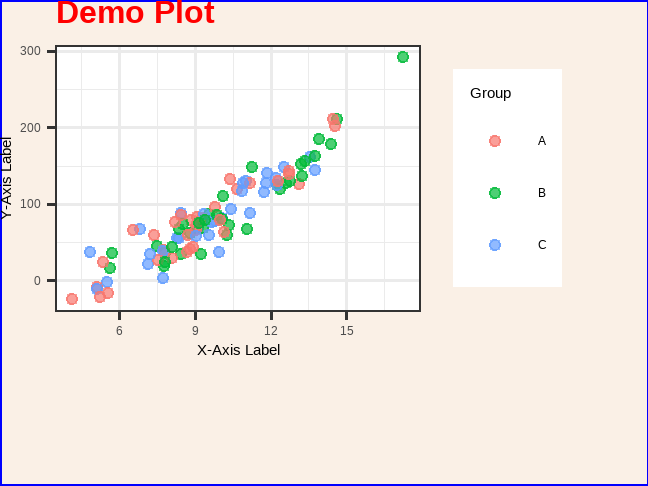 Demo Plot
300
200
100
0
Y-Axis Label
6 9 12 15
X-Axis Label
Group
A
B
C